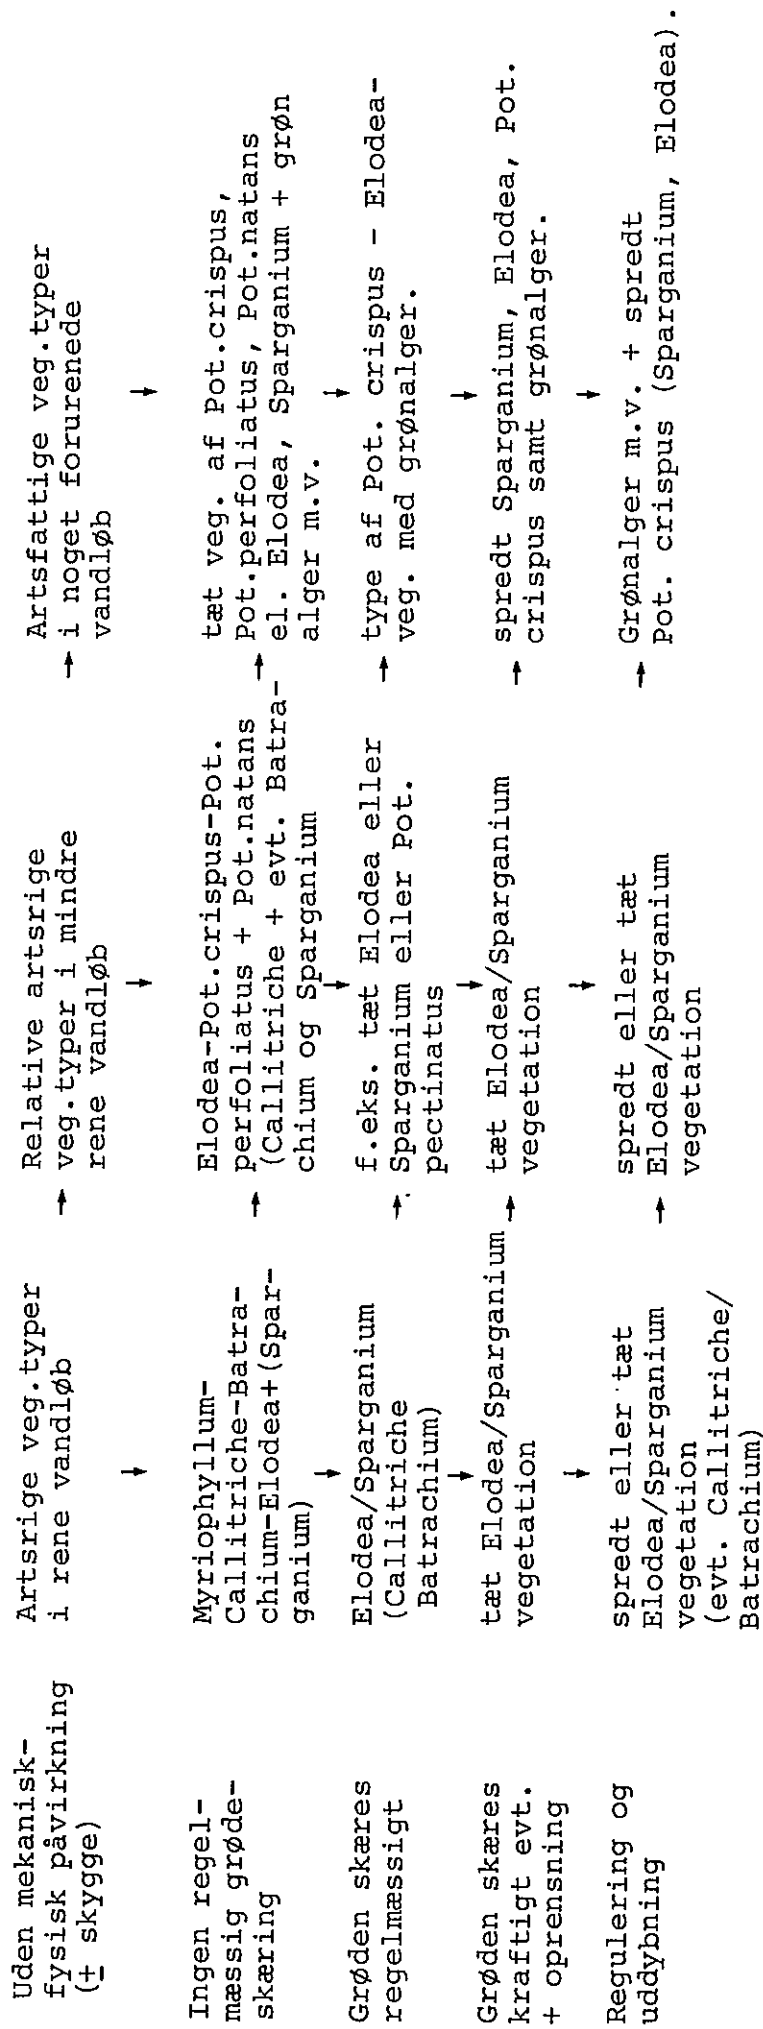 Uden mekanisk-
fysisk påvirkning
(± skygge)
Artsrige veg.typer
i rene vandløb
→
Relative artsrige
veg.typer i mindre
rene vandløb
→
Artsfattige veg.typer
i noget forurenede
vandløb
↓
↓
↓
Ingen regel-
mæssig grøde-
skæring
Myriophyllum-
Callitriche-Batra-
chium-Elodea+(Spar-
ganium)
→
Elodea-Pot.crispus-Pot.
perfoliatus + Pot.natans
(Callitriche + evt. Batra-
chium og Sparganium
→
tæt veg. af Pot.crispus,
Pot.perfoliatus, Pot.natans
el. Elodea, Sparganium + grøn
alger m.v.
↓
↓
↓
Grøden skæres
regelmæssigt
Elodea/Sparganium
(Callitriche
Batrachium)
→
f.eks. tæt Elodea eller
Sparganium eller Pot.
pectinatus
→
type af Pot. crispus - Elodea-
veg. med grønalger.
↓
↓
↓
Grøden skæres
kraftigt evt.
+ oprensning
tæt Elodea/Sparganium
vegetation
→
tæt Elodea/Sparganium
vegetation
→
spredt Sparganium, Elodea, Pot.
crispus samt grønalger.
↓
↓
↓
Regulering og
uddybning
spredt eller tæt
Elodea/Sparganium
vegetation
(evt. Callitriche/
Batrachium)
→
spredt eller tæt
Elodea/Sparganium
vegetation
→
Grønalger m.v. + spredt
Pot. crispus (Sparganium, Elodea).